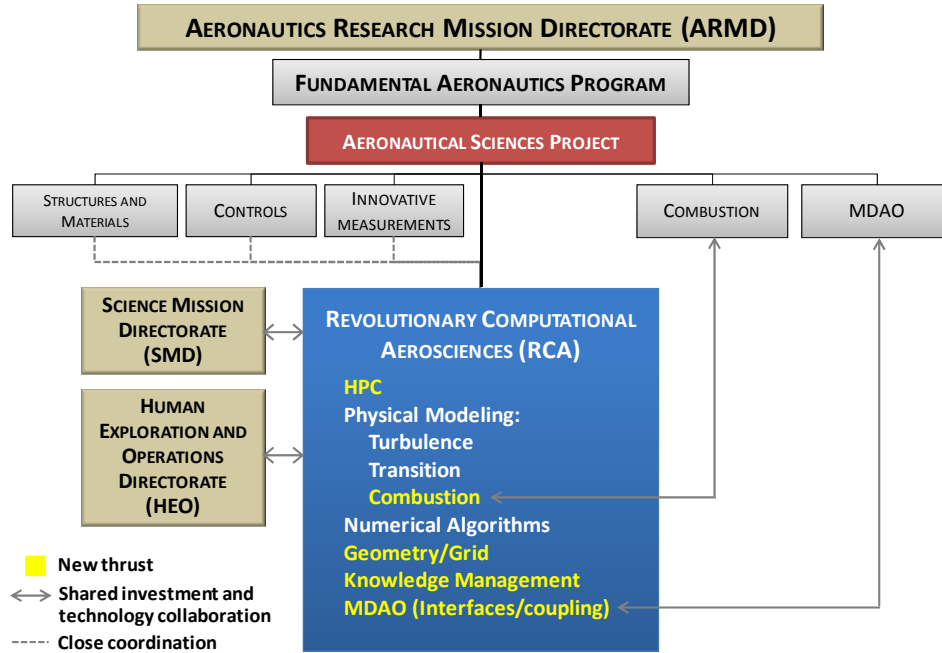 AERONAUTICS RESEARCH MISSION DIRECTORATE (ARMD)
FUNDAMENTAL AERONAUTICS PROGRAM
AERONAUTICAL SCIENCES PROJECT
STRUCTURES AND
MATERIALS
CONTROLS
INNOVATIVE
MEASUREMENTS
COMBUSTION
MDAO
SCIENCE MISSION
DIRECTORATE
(SMD)
HUMAN
EXPLORATION AND
OPERATIONS
DIRECTORATE
(HEO)
REVOLUTIONARY COMPUTATIONAL
AEROSCIENCES (RCA)
HPC
Physical Modeling:
Turbulence
Transition
Combustion
Numerical Algorithms
Geometry/Grid
Knowledge Management
MDAO (Interfaces/coupling)
New thrust
Shared investment and
technology collaboration
Close coordination